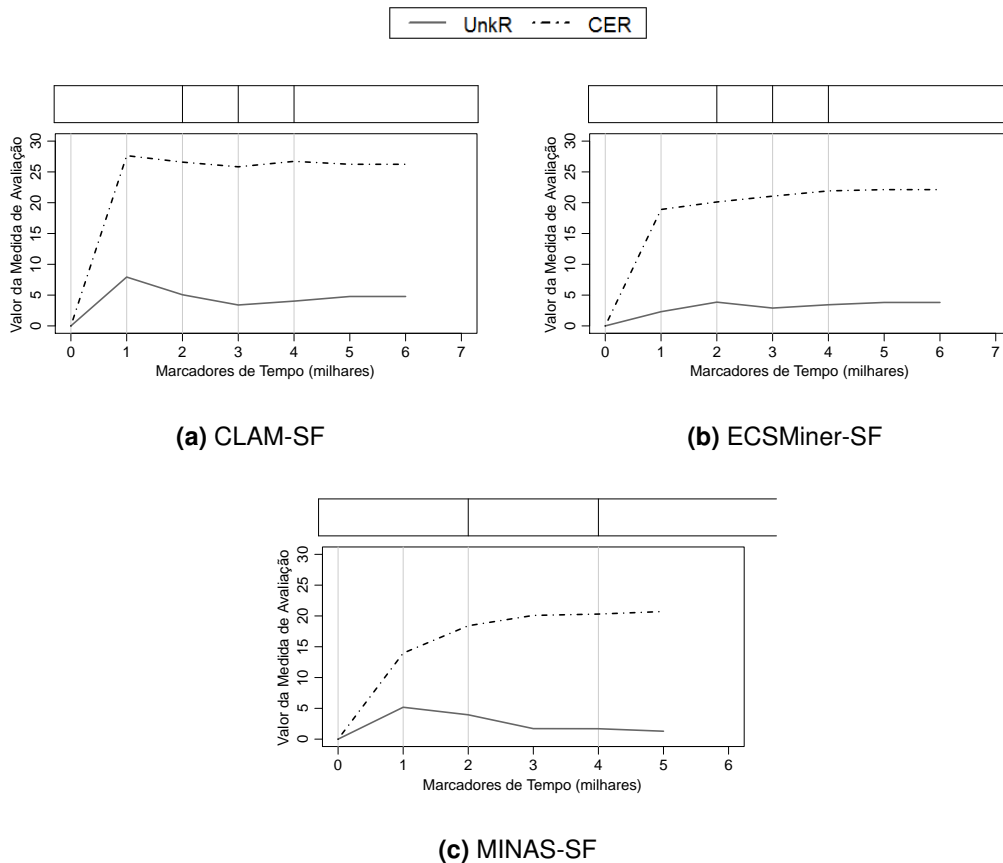 UnkR CER
Valor da Medida de Avaliação
30
25
20
15
10
5
0
0 1 2 3 4 5 6 7
Marcadores de Tempo (milhares)
(a) CLAM-SF
Valor da Medida de Avaliação
30
25
20
15
10
5
0
0 1 2 3 4 5 6 7
Marcadores de Tempo (milhares)
(b) ECSMiner-SF
Valor da Medida de Avaliação
30
25
20
15
10
5
0
0 1 2 3 4 5 6
Marcadores de Tempo (milhares)
(c) MINAS-SF